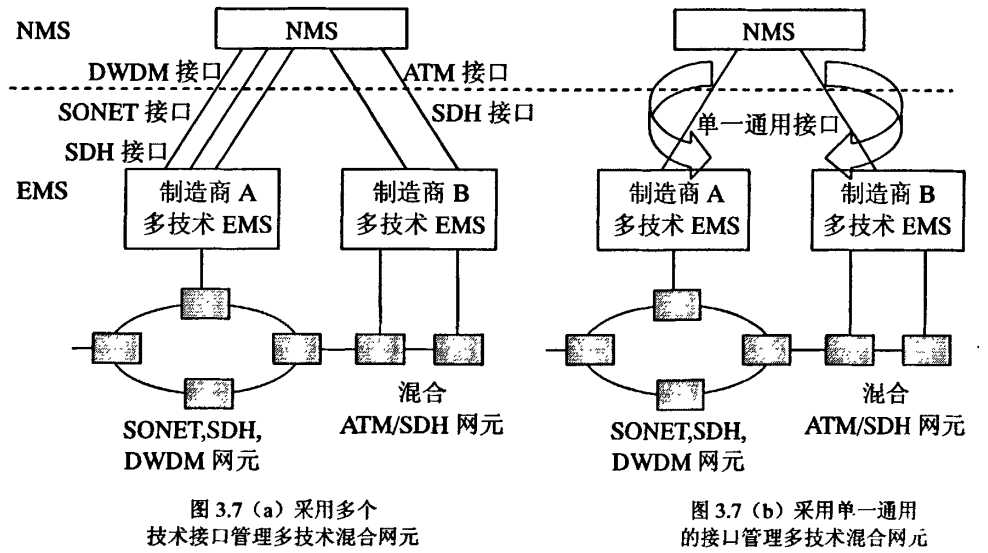 NMS
NMS
DWDM 接口
ATM 接口
SONET 接口
SDH 接口
SDH 接口
EMS
制造商 A
多技术 EMS
制造商 B
多技术 EMS
混合
ATM/SDH 网元
SONET,SDH,
DWDM 网元
图 3.7（a）采用多个
技术接口管理多技术混合网元
NMS
单一通用接口
制造商 A
多技术 EMS
制造商 B
多技术 EMS
混合
ATM/SDH 网元
SONET,SDH,
DWDM 网元
图 3.7（b）采用单一通用
的接口管理多技术混合网元